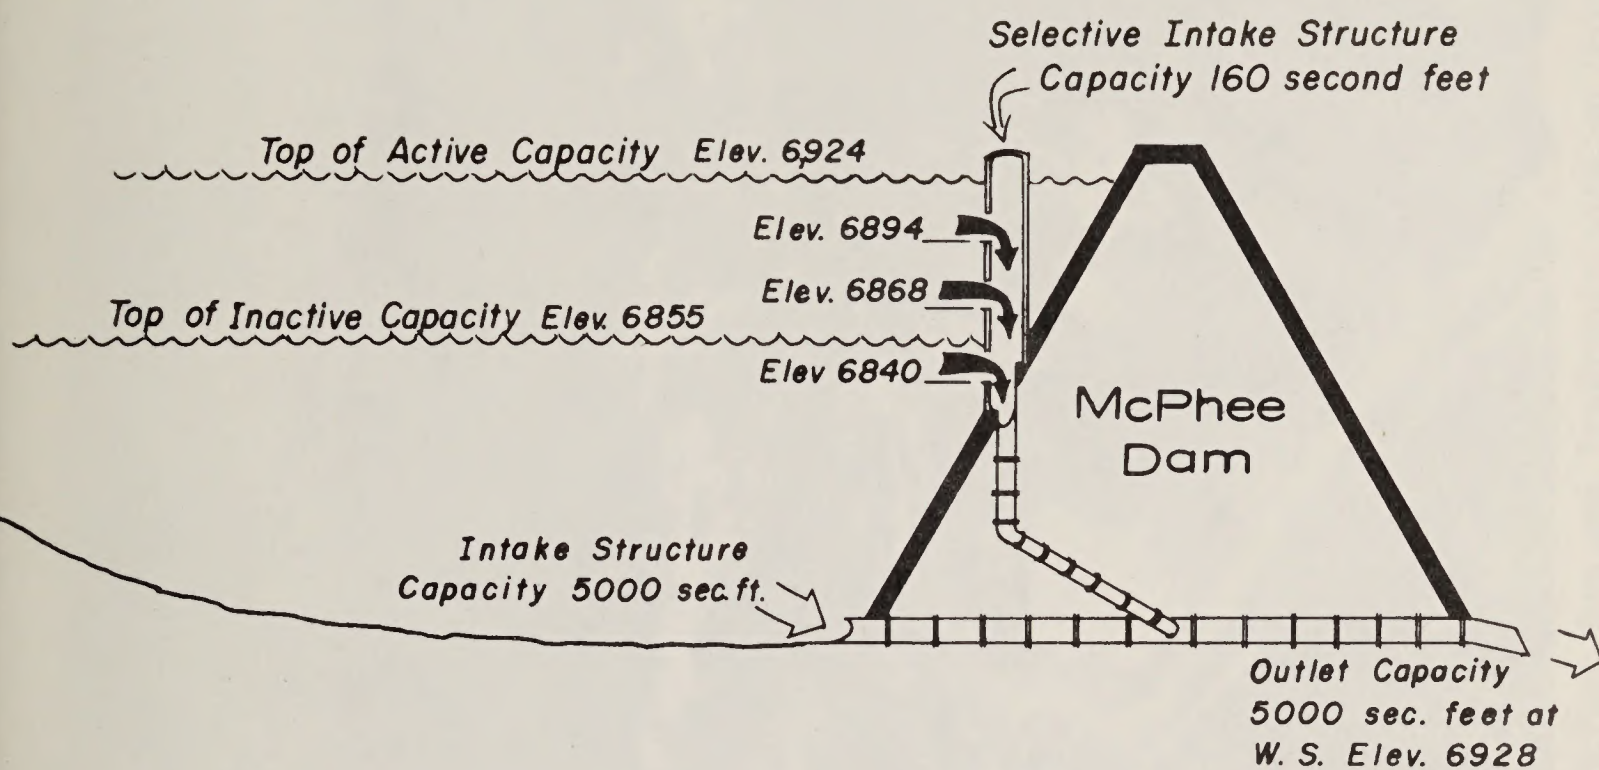 Selective Intake Structure
Capacity 160 second feet
Top of Active Capacity Elev. 6,924
Elev. 6894
Elev. 6868
Top of Inactive Capacity Elev. 6855
Elev 6840
McPhee
Dam
Intake Structure
Capacity 5000 sec. ft.
Outlet Capacity
5000 sec. feet at
W. S. Elev. 6928